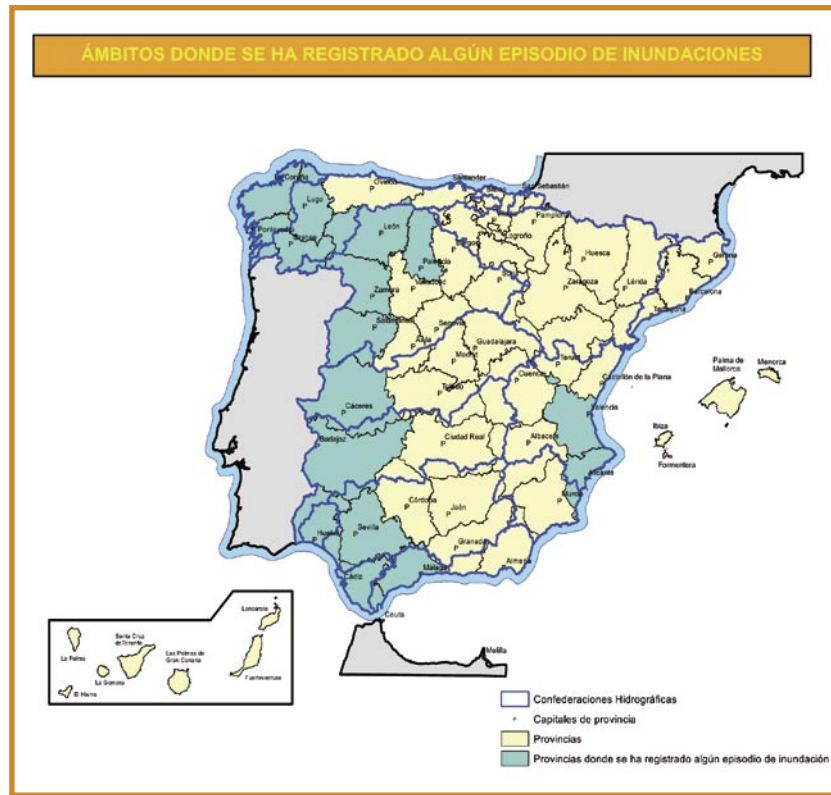 ÁMBITOS DONDE SE HA REGISTRADO ALGÚN EPISODIO DE INUNDACIONES
La Coruña
Lugo
Oviedo
Santander
San Sebastián
Pontevedra
León
Pamplona
Logroño
Burgos
Huesca
Gerona
Palencia
Zamora
Zaragoza
Lérida
Barcelona
Tarragona
Salamanca
Segovia
Avila
Guadalajara
Madrid
Teruel
Cuenca
Toledo
Castellón de la Plana
Palma de
Mallorca
Menorca
Cáceres
Valencia
Badajoz
Ciudad Real
Albacete
Ibiza
Formentera
Alicante
Murcia
Córdoba
Jaén
Sevilla
Granada
Almería
Málaga
Cádiz
Ceuta
Melilla
Lanzarote
Santa Cruz
de Tenerife
Las Palmas de
Gran Canaria
La Palma
La Gomera
El Hierro
Fuerteventura
Confederaciones Hidrográficas
P Capitales de provincia
Provincias
Provincias donde se ha registrado algún episodio de inundación